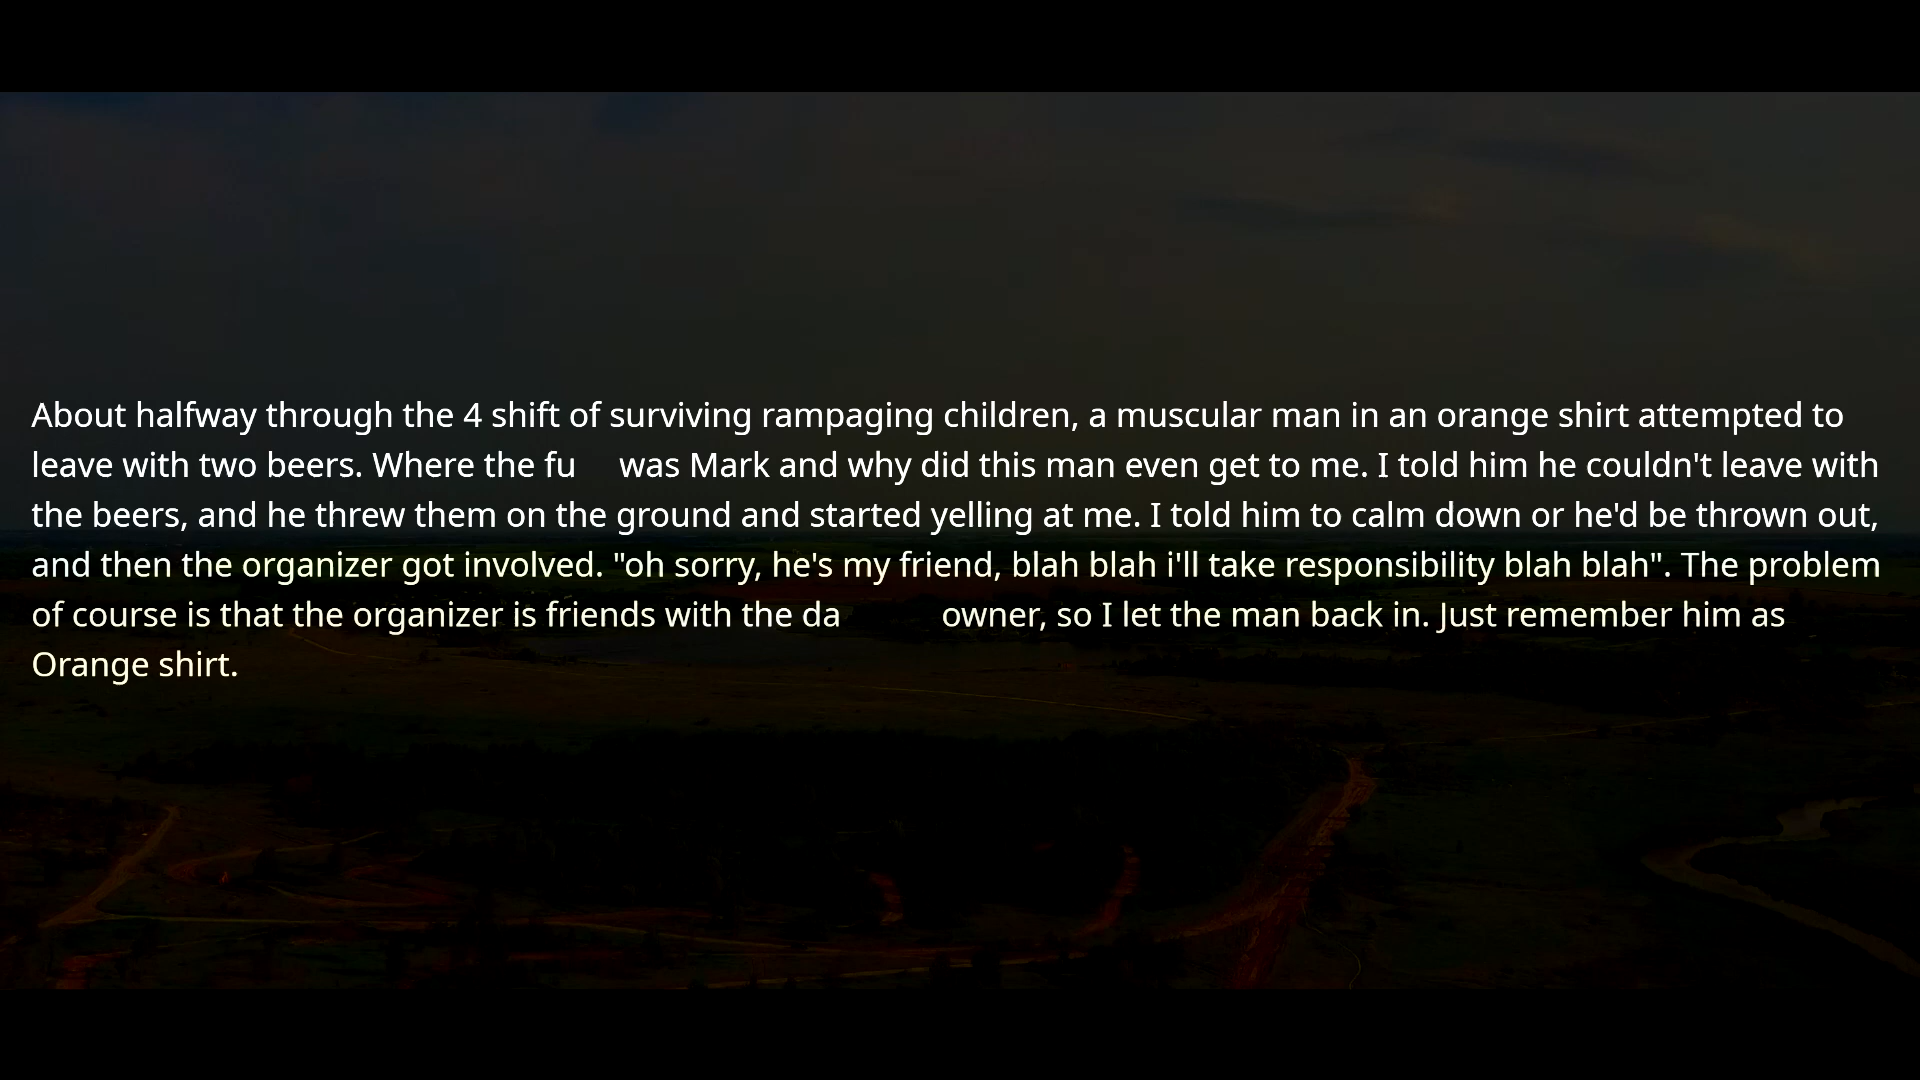 About halfway through the 4 shift of surviving rampaging children, a muscular man in an orange shirt attempted to
leave with two beers. Where the fu was Mark and why did this man even get to me. I told him he couldn't leave with
the beers, and he threw them on the ground and started yelling at me. I told him to calm down or he'd be thrown out,
and then the organizer got involved. "oh sorry, he's my friend, blah blah i'll take responsibility blah blah". The problem
of course is that the organizer is friends with the da owner, so I let the man back in. Just remember him as
Orange shirt.